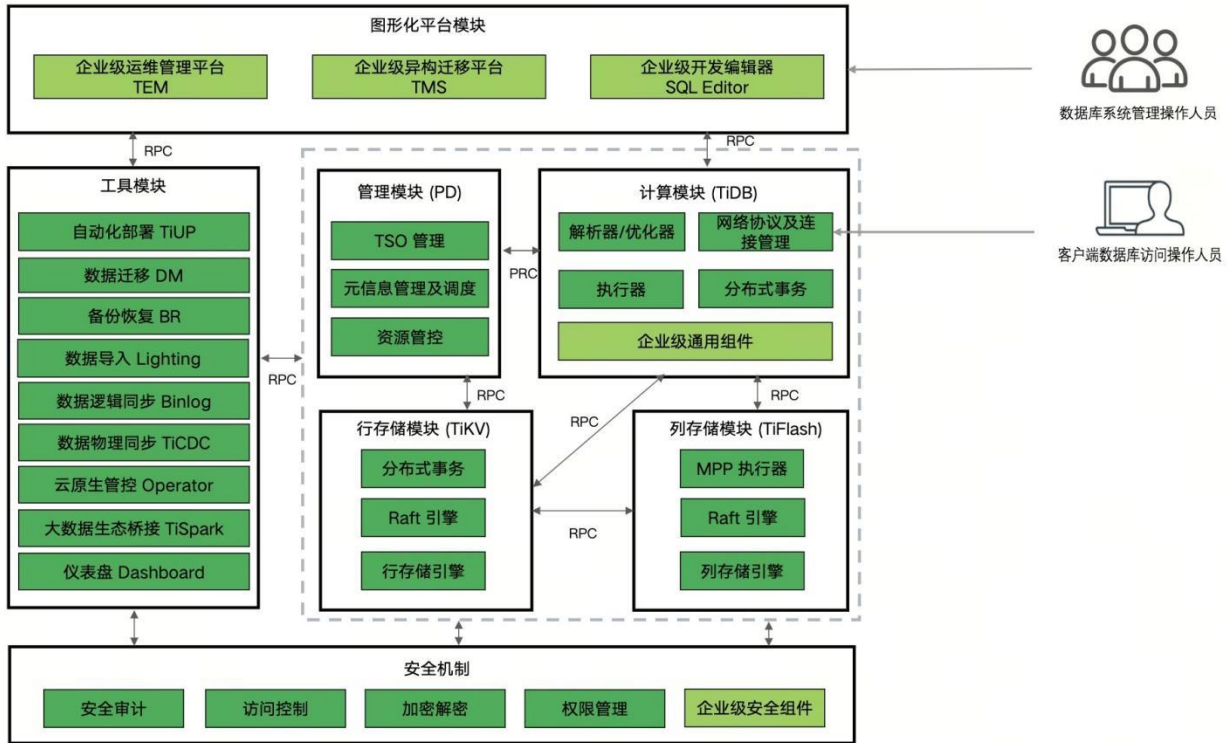 图形化平台模块
企业级运维管理平台
TEM
企业级异构迁移平台
TMS
企业级开发编辑器
SQL Editor
数据库系统管理操作人员
RPC
RPC
工具模块
自动化部署 TiUP
数据迁移 DM
备份恢复 BR
数据导入 Lighting
数据逻辑同步 Binlog
数据物理同步 TiCDC
云原生管控 Operator
大数据生态桥接 TiSpark
仪表盘 Dashboard
RPC
管理模块 (PD)
TSO 管理
元信息管理及调度
资源管控
PRC
计算模块 (TiDB)
解析器/优化器
网络协议及连
接管理
执行器
分布式事务
企业级通用组件
客户端数据库访问操作人员
RPC
RPC
RPC
行存储模块 (TiKV)
分布式事务
Raft 引擎
行存储引擎
RPC
列存储模块 (TiFlash)
MPP 执行器
Raft 引擎
列存储引擎
安全机制
安全审计
访问控制
加密解密
权限管理
企业级安全组件